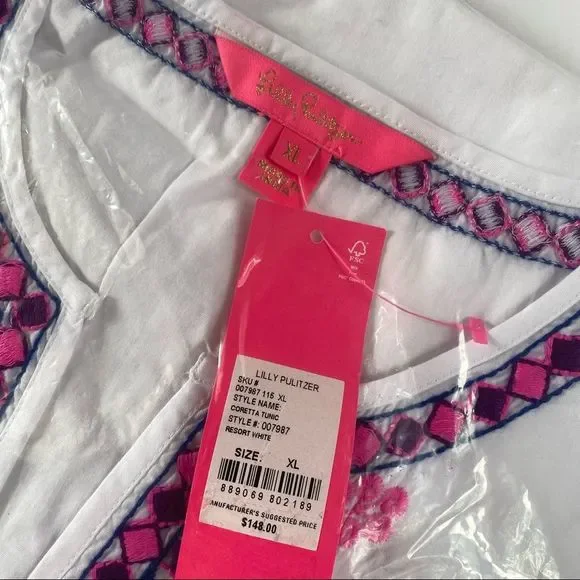 Lilly Pulitzer
XL
FSC
MIX
LILLY PULITZER
SKU #
007987 115 XL
STYLE NAME:
CORETTA TUNIC
STYLE #: 007987
RESORT WHITE
SIZE: XL
889069 802189
MANUFACTURER'S SUGGESTED PRICE
$148.00